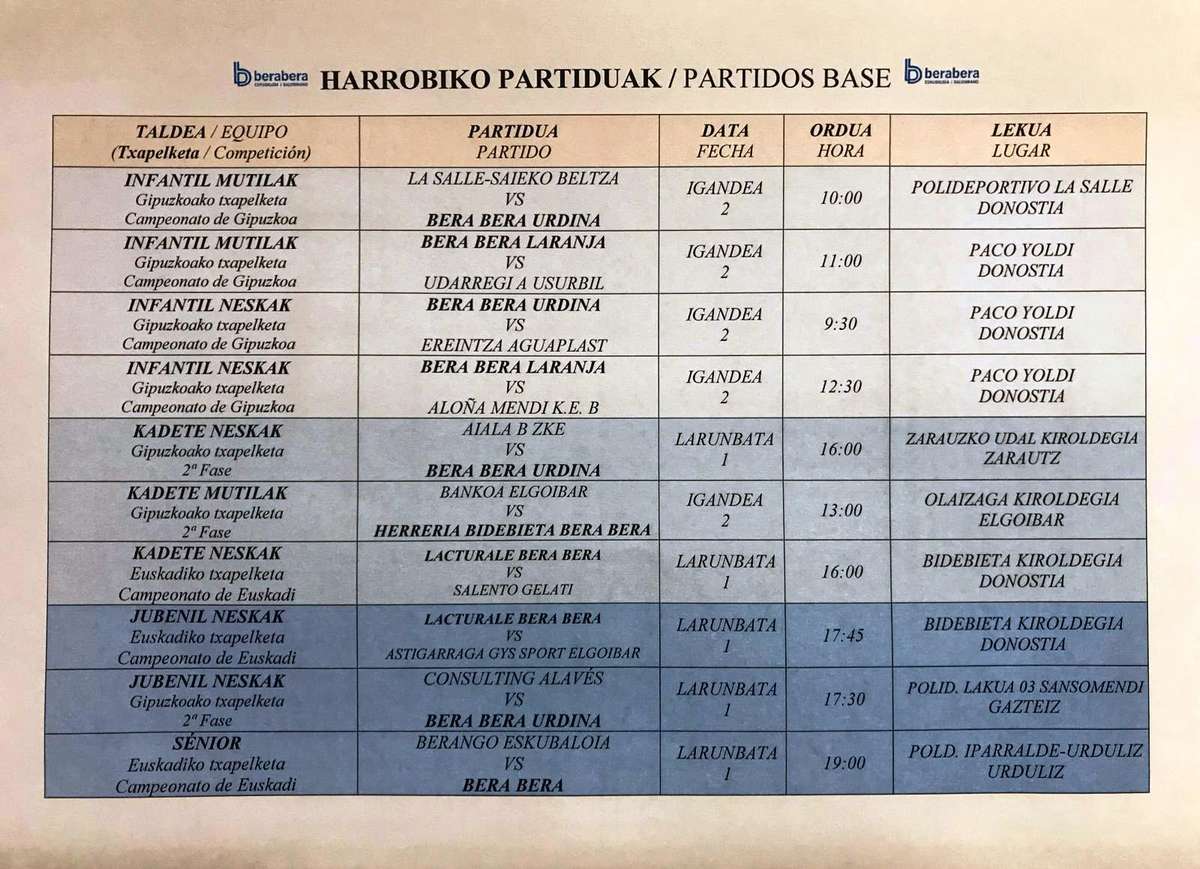 berabera
HARROBIKO PARTIDUAK / PARTIDOS BASE
berabera
TALDEA / EQUIPO
(Txapelketa / Competición)
PARTIDUA
PARTIDO
DATA
FECHA
ORDUA
HORA
LEKUA
LUGAR
INFANTIL MUTILAK
Gipuzkoako txapelketa
Campeonato de Gipuzkoa
LA SALLE-SAIEKO BELTZA
VS
BERA BERA URDINA
IGANDEA
2
10:00
POLIDEPORTIVO LA SALLE
DONOSTIA
INFANTIL MUTILAK
Gipuzkoako txapelketa
Campeonato de Gipuzkoa
BERA BERA LARANJA
VS
UDARREGI A USURBIL
IGANDEA
2
11:00
PACO YOLDI
DONOSTIA
INFANTIL NESKAK
Gipuzkoako txapelketa
Campeonato de Gipuzkoa
BERA BERA URDINA
VS
EREINTZA AGUAPLAST
IGANDEA
2
9:30
PACO YOLDI
DONOSTIA
INFANTIL NESKAK
Gipuzkoako txapelketa
Campeonato de Gipuzkoa
BERA BERA LARANJA
VS
ALOÑA MENDI K.E. B
IGANDEA
2
12:30
PACO YOLDI
DONOSTIA
KADETE NESKAK
Gipuzkoako txapelketa
2ª Fase
AIALA B ZKE
VS
BERA BERA URDINA
LARUNBATA
1
16:00
ZARAUZKO UDAL KIROLDEGIA
ZARAUTZ
KADETE MUTILAK
Gipuzkoako txapelketa
2ª Fase
BANKOA ELGOIBAR
VS
HERRERIA BIDEBIETA BERA BERA
IGANDEA
2
13:00
OLAIZAGA KIROLDEGIA
ELGOIBAR
KADETE NESKAK
Euskadiko txapelketa
Campeonato de Euskadi
LACTURALE BERA BERA
VS
SALENTO GELATI
LARUNBATA
1
16:00
BIDEBIETA KIROLDEGIA
DONOSTIA
JUBENIL NESKAK
Euskadiko txapelketa
Campeonato de Euskadi
LACTURALE BERA BERA
VS
ASTIGARRAGA GYS SPORT ELGOIBAR
LARUNBATA
1
17:45
BIDEBIETA KIROLDEGIA
DONOSTIA
JUBENIL NESKAK
Gipuzkoako txapelketa
2ª Fase
CONSULTING ALAVÉS
VS
BERA BERA URDINA
LARUNBATA
1
17:30
POLID. LAKUA 03 SANSOMENDI
GAZTEIZ
SÉNIOR
Euskadiko txapelketa
Campeonato de Euskadi
BERANGO ESKUBALOIA
VS
BERA BERA
LARUNBATA
1
19:00
POLD. IPARRALDE-URDULIZ
URDULIZ